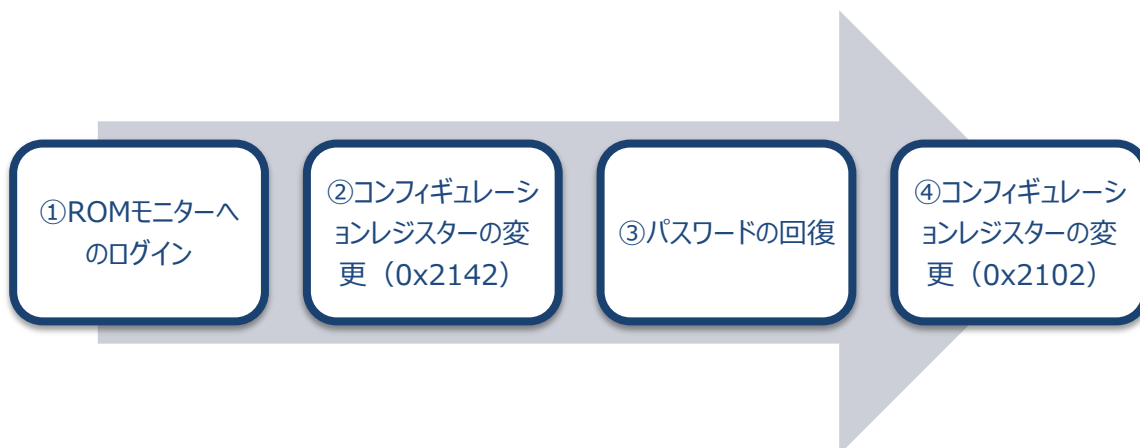 ①ROMモニターへ
のログイン
②コンフィギュレーシ
ョンレジスターの変
更（0x2142）
③パスワードの回復
④コンフィギュレーシ
ョンレジスターの変
更（0x2102）